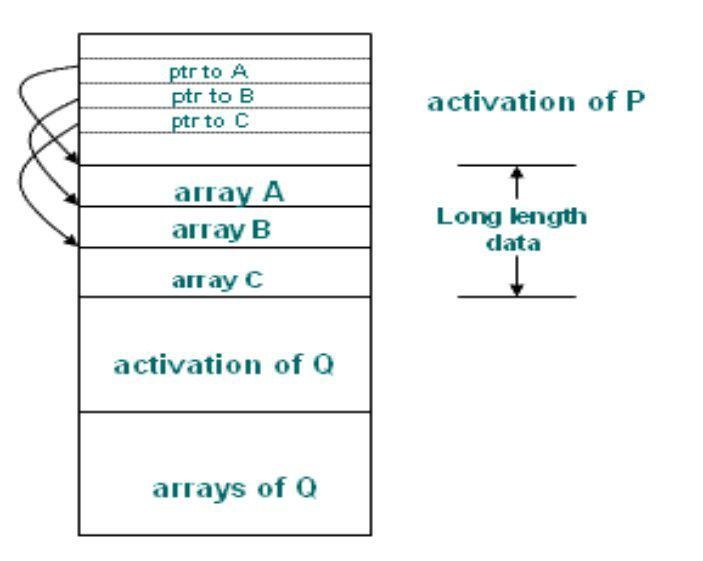 ptr to A
ptr to B
ptr to C
activation of P
array A
array B
Long length
data
array C
activation of Q
arrays of Q